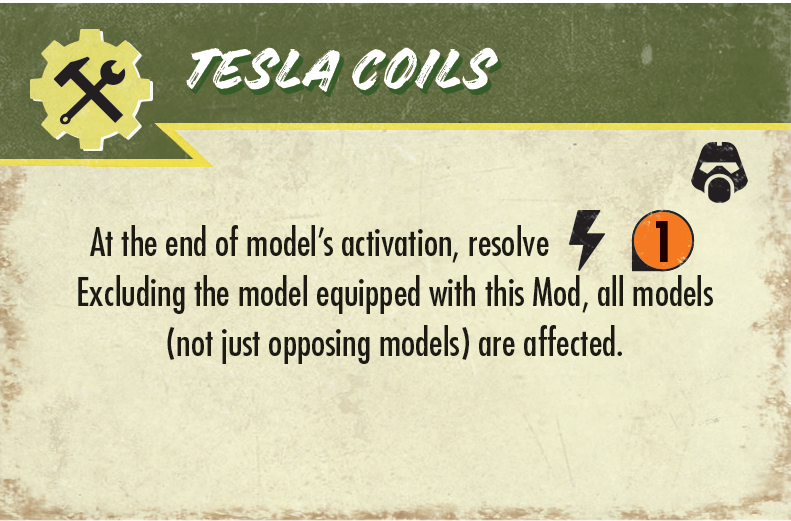 TESLA COILS
At the end of model's activation, resolve 1
Excluding the model equipped with this Mod, all models
(not just opposing models) are affected.